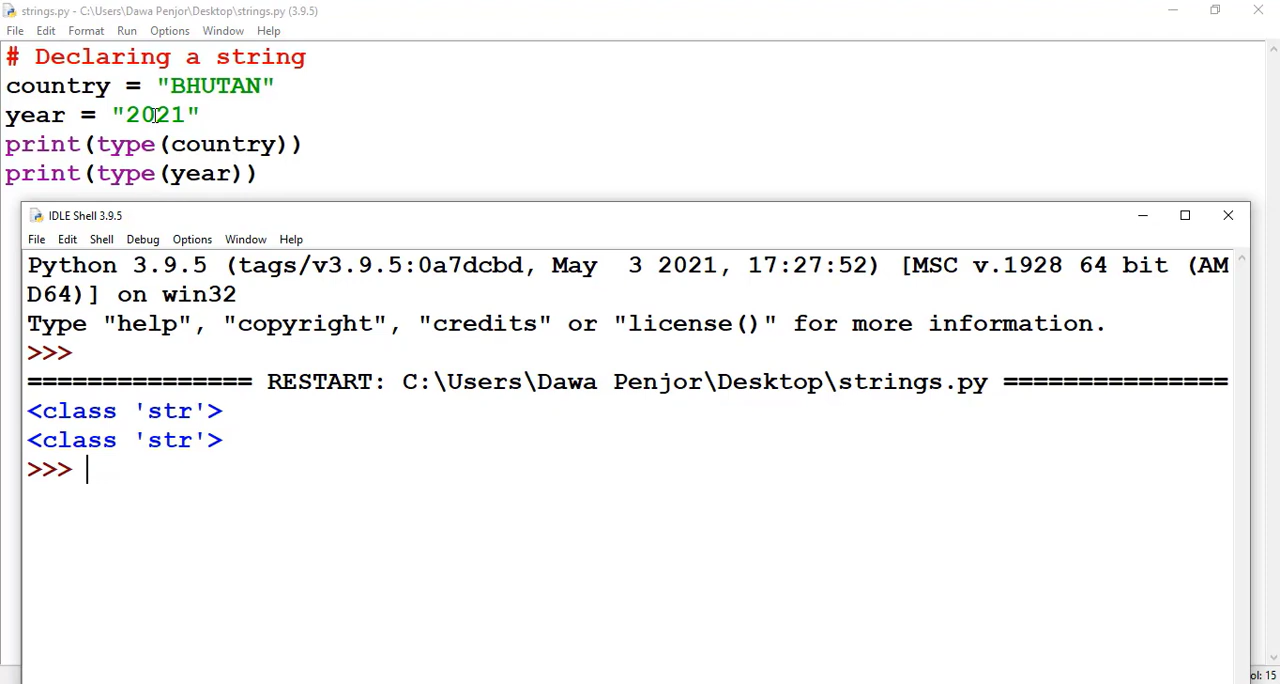 strings.py - C:\Users\Dawa Penjor\Desktop\strings.py (3.9.5)
File Edit Format Run Options Window Help
# Declaring a string
country = "BHUTAN"
year = "2021"
print(type(country))
print(type(year))
IDLE Shell 3.9.5
File Edit Shell Debug Options Window Help
Python 3.9.5 (tags/v3.9.5:0a7dcbd, May  3 2021, 17:27:52) [MSC v.1928 64 bit (AM
D64)] on win32
Type "help", "copyright", "credits" or "license()" for more information.
>>>
=============== RESTART: C:\Users\Dawa Penjor\Desktop\strings.py ===============
<class 'str'>
<class 'str'>
>>>
ol: 15